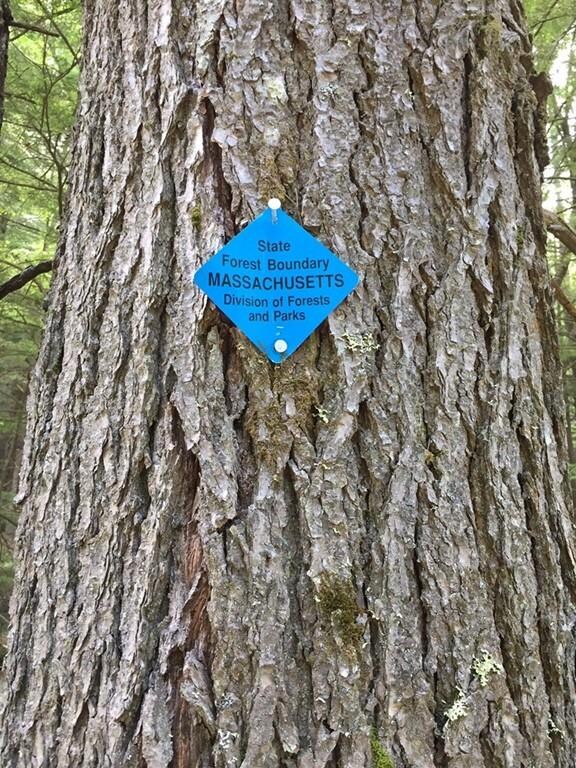 State
Forest Boundary
MASSACHUSETTS
Division of Forests
and Parks